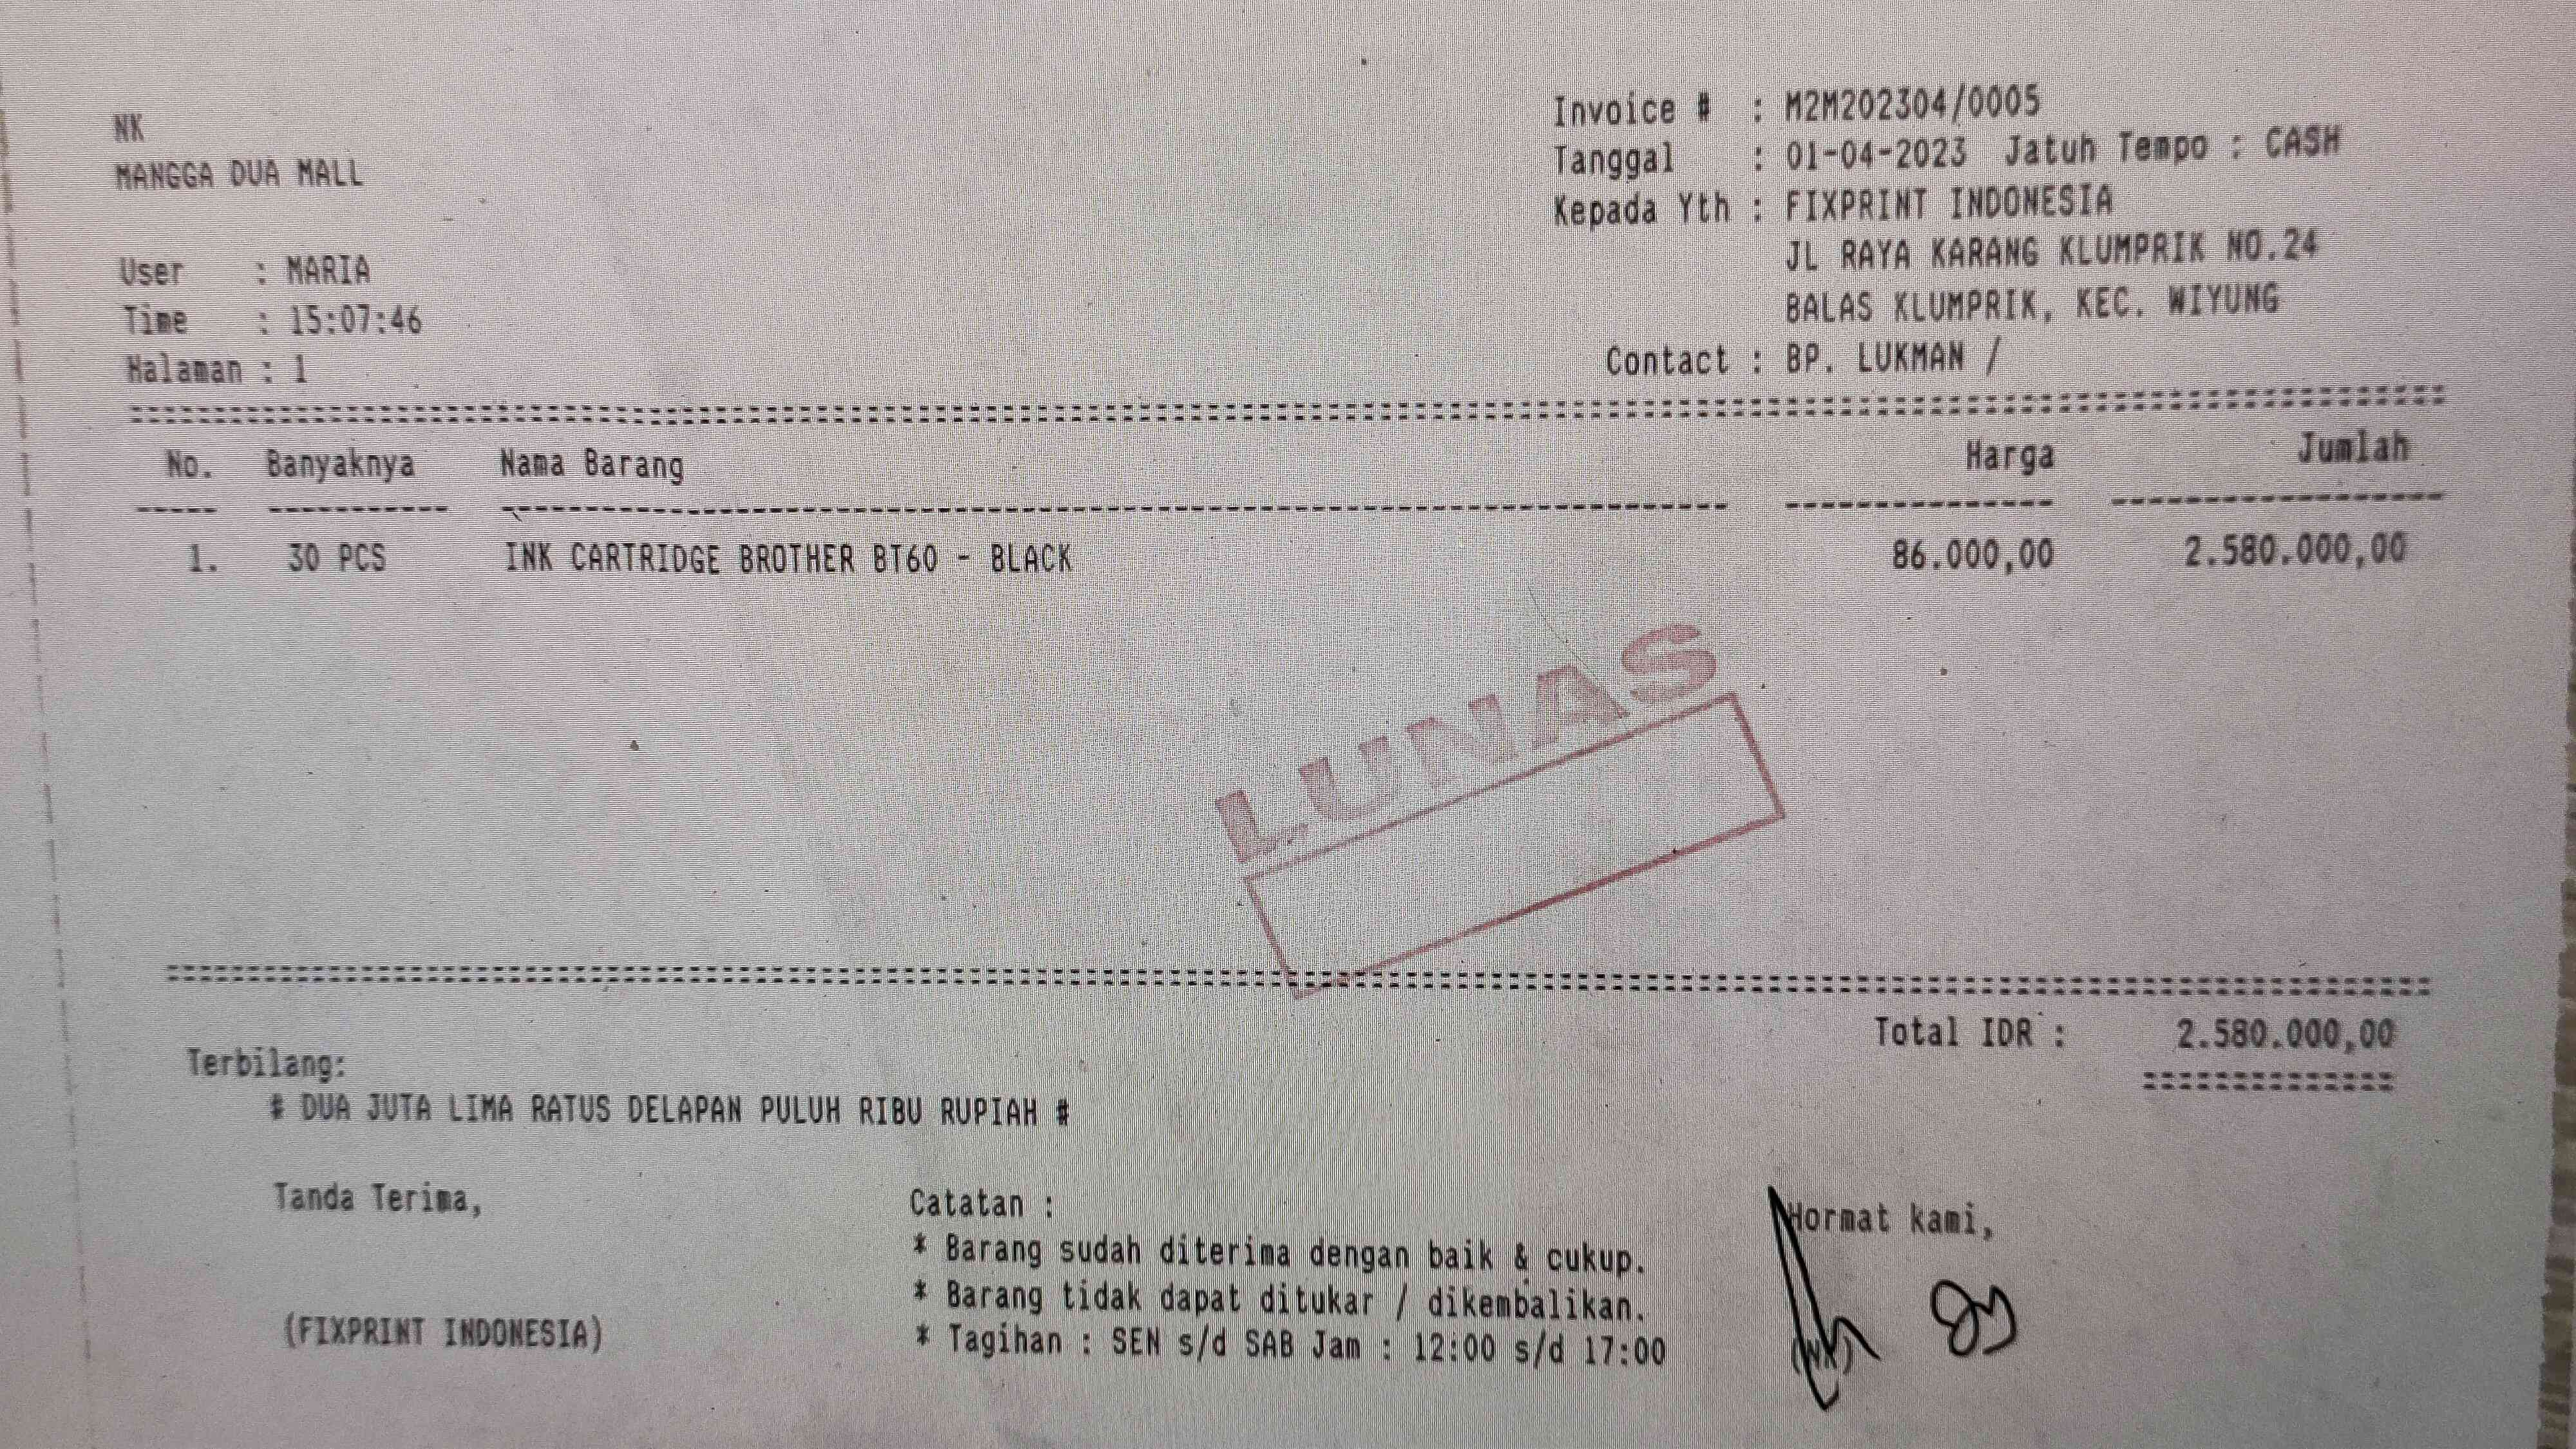 NK
MANGGA DUA MALL
User : MARIA
Time : 15:07:46
Halaman : 1
Invoice # : M2M202304/0005
Tanggal : 01-04-2023 Jatuh Tempo : CASH
Kepada Yth : FIXPRINT INDONESIA
JL RAYA KARANG KLUMPRIK NO.24
BALAS KLUMPRIK, KEC. WIYUNG
Contact : BP. LUKMAN /
No. Banyaknya Nama Barang Harga Jumlah
1. 30 PCS INK CARTRIDGE BROTHER BT60 - BLACK 86.000,00 2.580.000,00
LUNAS
Total IDR : 2.580.000,00
Terbilang:
# DUA JUTA LIMA RATUS DELAPAN PULUH RIBU RUPIAH #
Tanda Terima,
(FIXPRINT INDONESIA)
Catatan :
* Barang sudah diterima dengan baik & cukup.
* Barang tidak dapat ditukar / dikembalikan.
* Tagihan : SEN s/d SAB Jam : 12:00 s/d 17:00
Hormat kami,
(NK)